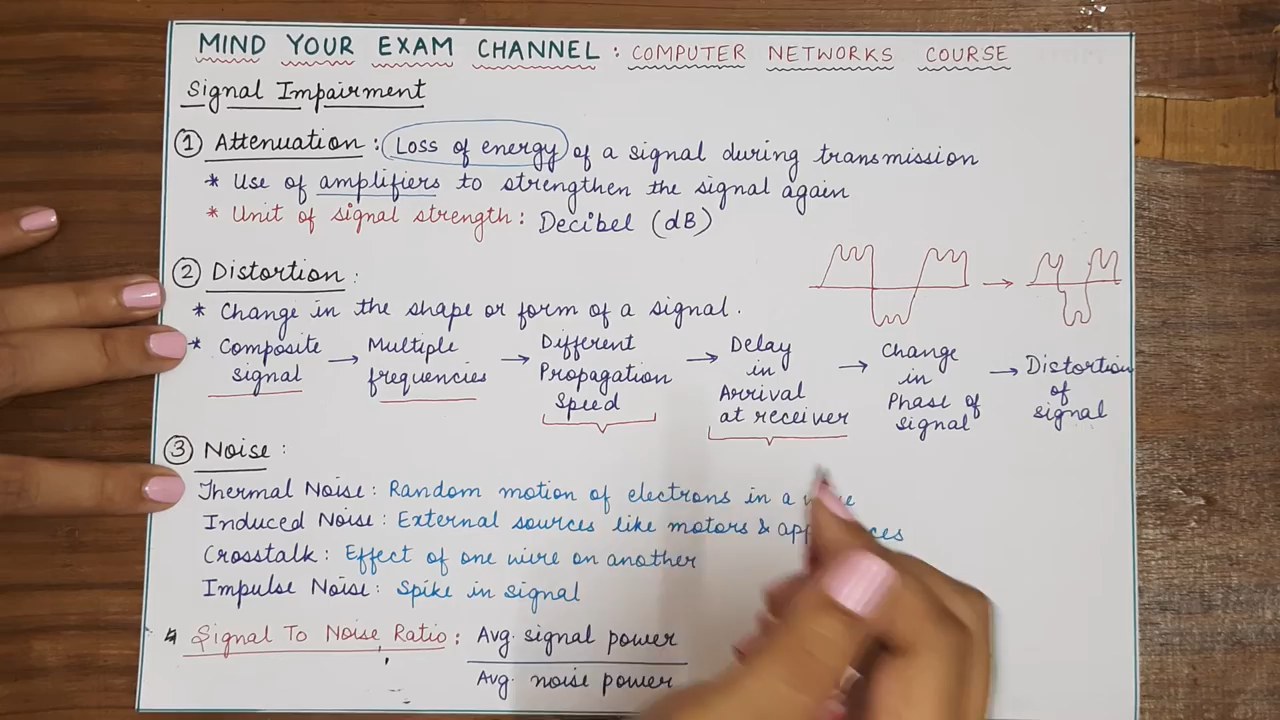 MIND YOUR EXAM CHANNEL : COMPUTER NETWORKS COURSE
Signal Impairment
① Attenuation : Loss of energy of a signal during transmission
* Use of amplifiers to strengthen the signal again
* Unit of signal strength : Decibel (dB)
② Distortion :
* Change in the shape or form of a signal.
* Composite signal → Multiple frequencies → Different Propagation Speed → Delay in Arrival at receiver → Change in Phase of signal → Distortion of signal
③ Noise :
Thermal Noise : Random motion of electrons in a
Induced Noise : External sources like motors &
Crosstalk : Effect of one wire on another
Impulse Noise : Spike in signal
* Signal To Noise Ratio : Avg. signal power
Avg. noise power